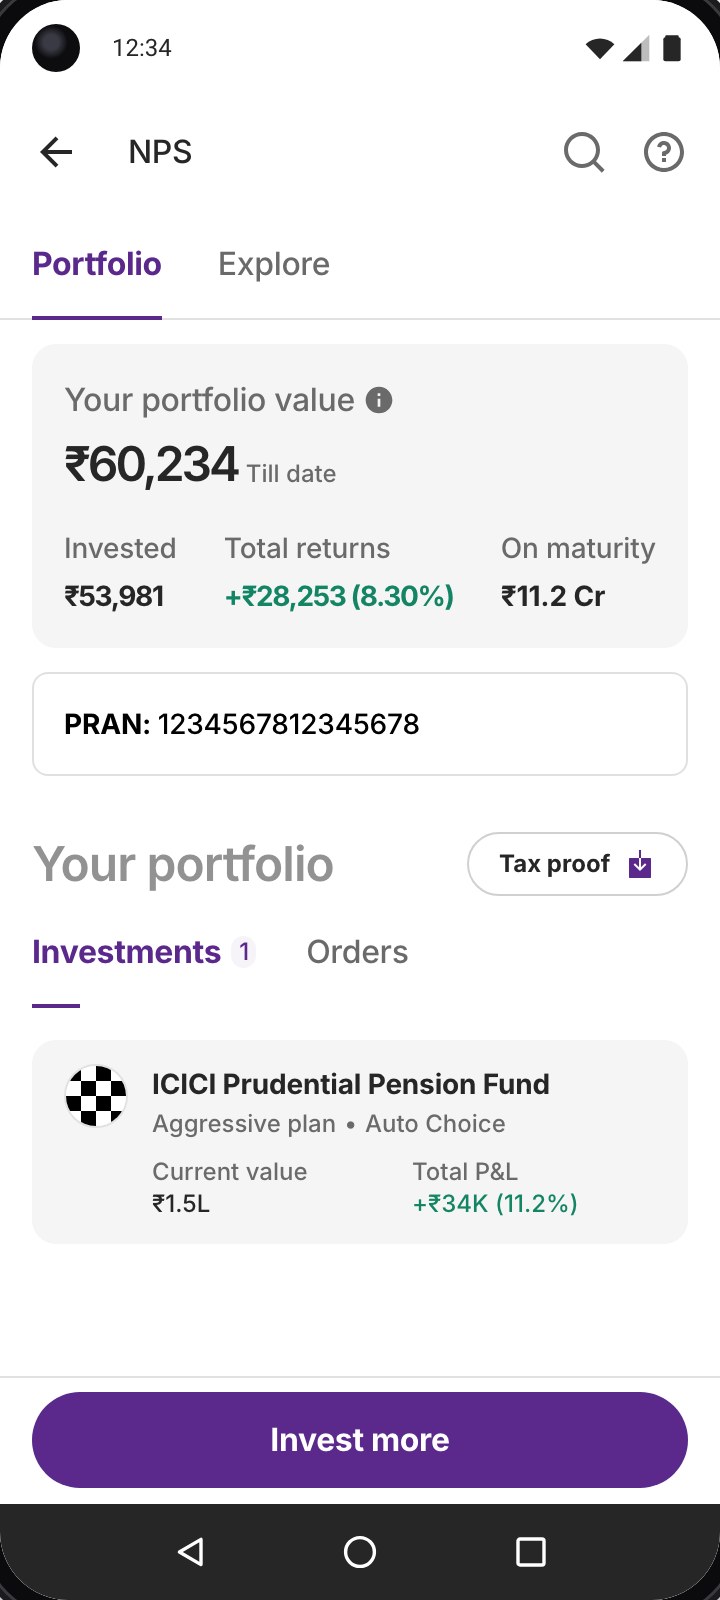 12:34
NPS
Portfolio Explore
Your portfolio value
₹60,234 Till date
Invested Total returns On maturity
₹53,981 +₹28,253 (8.30%) ₹11.2 Cr
PRAN: 1234567812345678
Your portfolio Tax proof
Investments 1 Orders
ICICI Prudential Pension Fund
Aggressive plan • Auto Choice
Current value Total P&L
₹1.5L +₹34K (11.2%)
Invest more